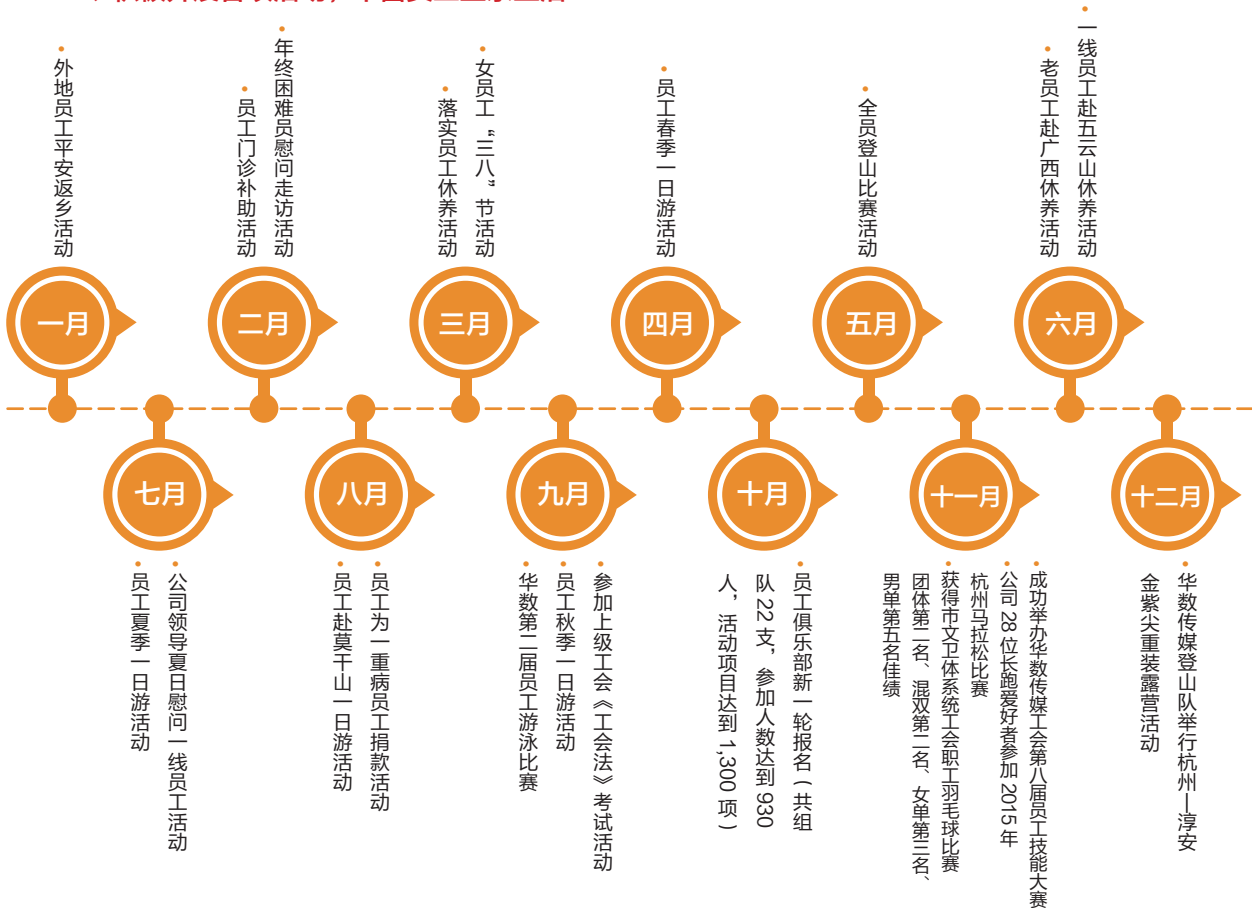 • 外地员工平安返乡活动
一月
• 年终困难员慰问走访活动
• 员工门诊补助活动
二月
• 女员工“三八”节活动
• 落实员工休养活动
三月
• 员工春季一日游活动
四月
• 全员登山比赛活动
五月
• 一线员工赴五云山休养活动
• 老员工赴广西休养活动
六月
七月
• 公司领导夏日慰问一线员工活动
• 员工夏季一日游活动
八月
• 员工为一重病员工捐款活动
• 员工赴莫干山一日游活动
九月
• 参加上级工会《工会法》考试活动
• 员工秋季一日游活动
• 华数第二届员工游泳比赛
十月
• 员工俱乐部新一轮报名（共组
队 22 支，参加人数达到 930
人，活动项目达到 1,300 项）
十一月
• 成功举办华数传媒工会第八届员工技能大赛
• 公司 28 位长跑爱好者参加 2015 年
杭州马拉松比赛
• 获得市文卫体系统工会职工羽毛球比赛
团体第二名、混双第二名、女单第三名、
男单第五名佳绩
十二月
• 华数传媒登山队举行杭州—淳安
金紫尖重装露营活动